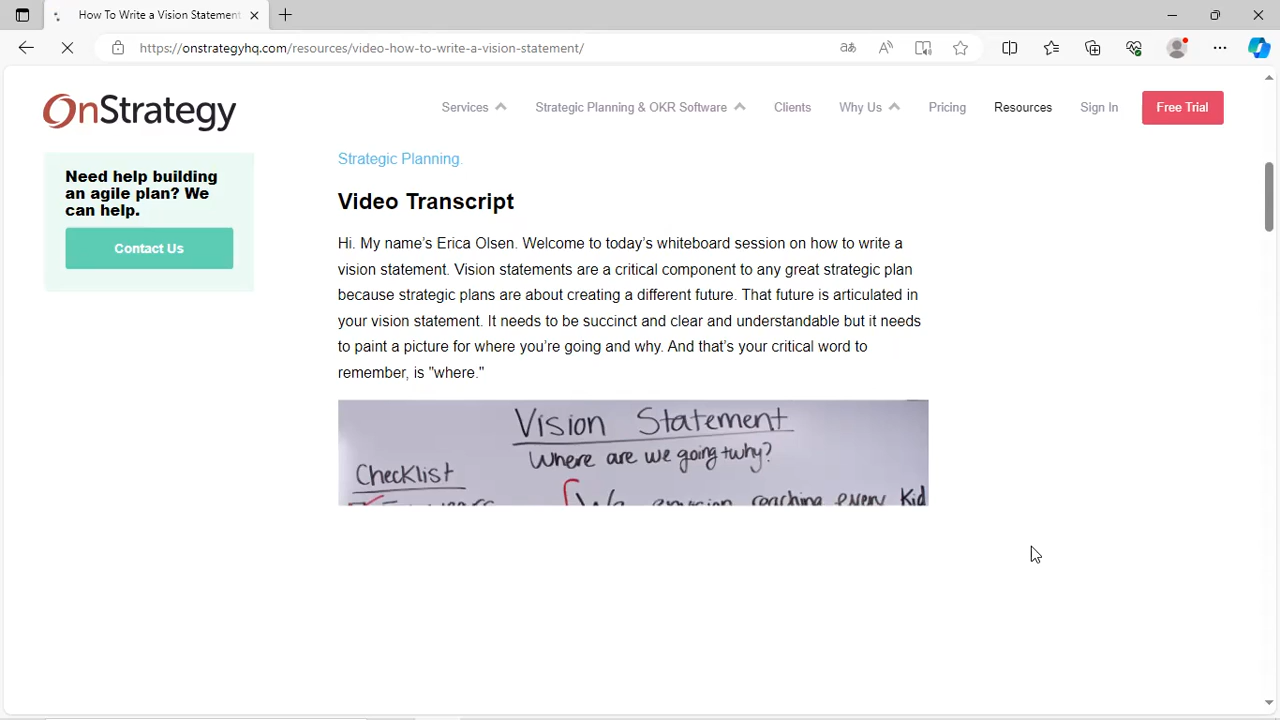 How To Write a Vision Statement
https://onstrategyhq.com/resources/video-how-to-write-a-vision-statement/
OnStrategy
Services
Strategic Planning & OKR Software
Clients
Why Us
Pricing
Resources
Sign In
Free Trial
Need help building
an agile plan? We
can help.
Contact Us
Strategic Planning.
Video Transcript
Hi. My name’s Erica Olsen. Welcome to today’s whiteboard session on how to write a
vision statement. Vision statements are a critical component to any great strategic plan
because strategic plans are about creating a different future. That future is articulated in
your vision statement. It needs to be succinct and clear and understandable but it needs
to paint a picture for where you’re going and why. And that’s your critical word to
remember, is "where."
Vision Statement
Where are we going +why?
Checklist
We envision reaching every Kid